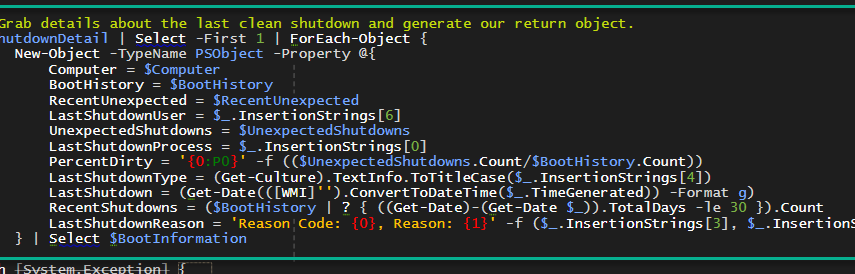 Grab details about the last clean shutdown and generate our return object.
hutdownDetail | Select -First 1 | ForEach-Object {
New-Object -TypeName PSObject -Property @{
Computer = $Computer
BootHistory = $BootHistory
RecentUnexpected = $RecentUnexpected
LastShutdownUser = $_.InsertionStrings[6]
UnexpectedShutdowns = $UnexpectedShutdowns
LastShutdownProcess = $_.InsertionStrings[0]
PercentDirty = '{0:P0}' -f (($UnexpectedShutdowns.Count/$BootHistory.Count))
LastShutdownType = (Get-Culture).TextInfo.ToTitleCase($_.InsertionStrings[4])
LastShutdown = (Get-Date(([WMI]'').ConvertToDateTime($_.TimeGenerated)) -Format g)
RecentShutdowns = ($BootHistory | ? { ((Get-Date)-(Get-Date $_)).TotalDays -le 30 }).Count
LastShutdownReason = 'Reason Code: {0}, Reason: {1}' -f ($_.InsertionStrings[3], $_.InsertionS
} | Select $BootInformation
h [System.Exception] {